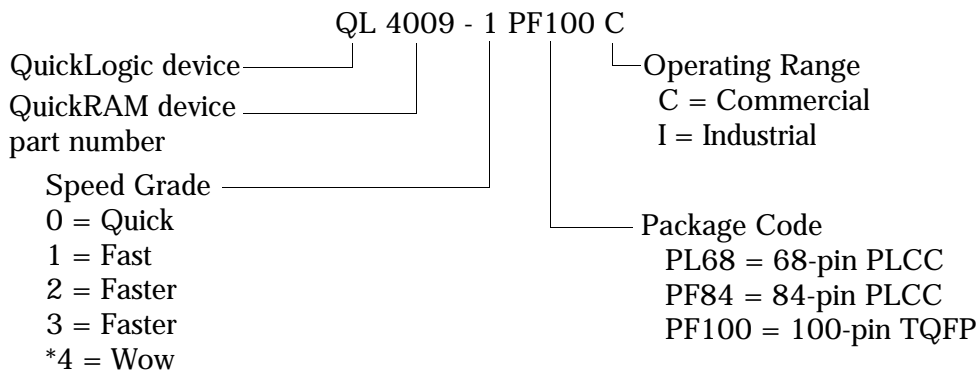 QL 4009 - 1 PF100 C
QuickLogic device
QuickRAM device
part number
Speed Grade
0 = Quick
1 = Fast
2 = Faster
3 = Faster
*4 = Wow
Operating Range
C = Commercial
I = Industrial
Package Code
PL68 = 68-pin PLCC
PF84 = 84-pin PLCC
PF100 = 100-pin TQFP